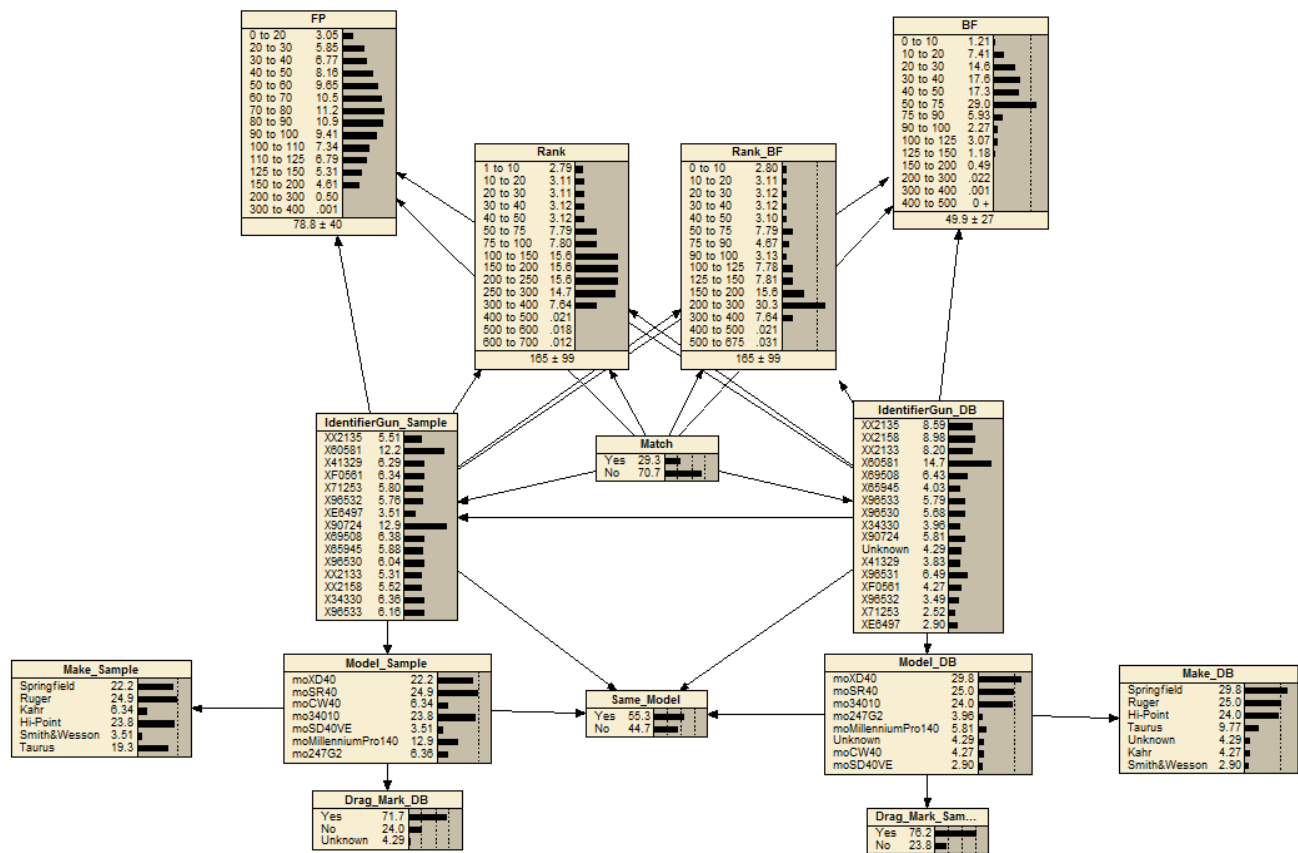 FP
0 to 20 3.05
20 to 30 5.85
30 to 40 6.77
40 to 50 8.16
50 to 60 9.65
60 to 70 10.5
70 to 80 11.2
80 to 90 10.9
90 to 100 9.41
100 to 110 7.34
110 to 125 6.79
125 to 150 5.31
150 to 200 4.61
200 to 300 0.50
300 to 400 .001
78.8 ± 40
BF
0 to 10 1.21
10 to 20 7.41
20 to 30 14.6
30 to 40 17.6
40 to 50 17.3
50 to 75 29.0
75 to 90 5.93
90 to 100 2.27
100 to 125 3.07
125 to 150 1.18
150 to 200 0.49
200 to 300 .022
300 to 400 .001
400 to 500 0 +
49.9 ± 27
Rank
1 to 10 2.79
10 to 20 3.11
20 to 30 3.11
30 to 40 3.12
40 to 50 3.12
50 to 75 7.79
75 to 100 7.80
100 to 150 15.6
150 to 200 15.6
200 to 250 15.6
250 to 300 14.7
300 to 400 7.64
400 to 500 .021
500 to 600 .018
600 to 700 .012
165 ± 99
Rank_BF
0 to 10 2.80
10 to 20 3.11
20 to 30 3.12
30 to 40 3.12
40 to 50 3.10
50 to 75 7.79
75 to 90 4.67
90 to 100 3.13
100 to 125 7.78
125 to 150 7.81
150 to 200 15.6
200 to 300 30.3
300 to 400 7.64
400 to 500 .021
500 to 675 .031
165 ± 99
IdentifierGun_Sample
XX2135 5.51
X60581 12.2
X41329 6.29
XF0561 6.34
X71253 5.80
X96532 5.76
XE6497 3.51
X90724 12.9
X69508 6.38
X65945 5.88
X96530 6.04
XX2133 5.31
XX2158 5.52
X34330 6.36
X96533 6.16
Match
Yes 29.3
No 70.7
IdentifierGun_DB
XX2135 8.59
XX2158 8.98
XX2133 8.20
X60581 14.7
X69508 6.43
X65945 4.03
X96533 5.79
X96530 5.68
X34330 3.96
X90724 5.81
Unknown 4.29
X41329 3.83
X96531 6.49
XF0561 4.27
X96532 3.49
X71253 2.52
XE6497 2.90
Make_Sample
Springfield 22.2
Ruger 24.9
Kahr 6.34
Hi-Point 23.8
Smith&Wesson 3.51
Taurus 19.3
Model_Sample
moXD40 22.2
moSR40 24.9
moCW40 6.34
mo34010 23.8
moSD40VE 3.51
moMillenniumPro140 12.9
mo247G2 6.36
Same_Model
Yes 55.3
No 44.7
Model_DB
moXD40 29.8
moSR40 25.0
mo34010 24.0
mo247G2 3.96
moMillenniumPro140 5.81
Unknown 4.29
moCW40 4.27
moSD40VE 2.90
Make_DB
Springfield 29.8
Ruger 25.0
Hi-Point 24.0
Taurus 9.77
Unknown 4.29
Kahr 4.27
Smith&Wesson 2.90
Drag_Mark_DB
Yes 71.7
No 24.0
Unknown 4.29
Drag_Mark_Sam...
Yes 76.2
No 23.8